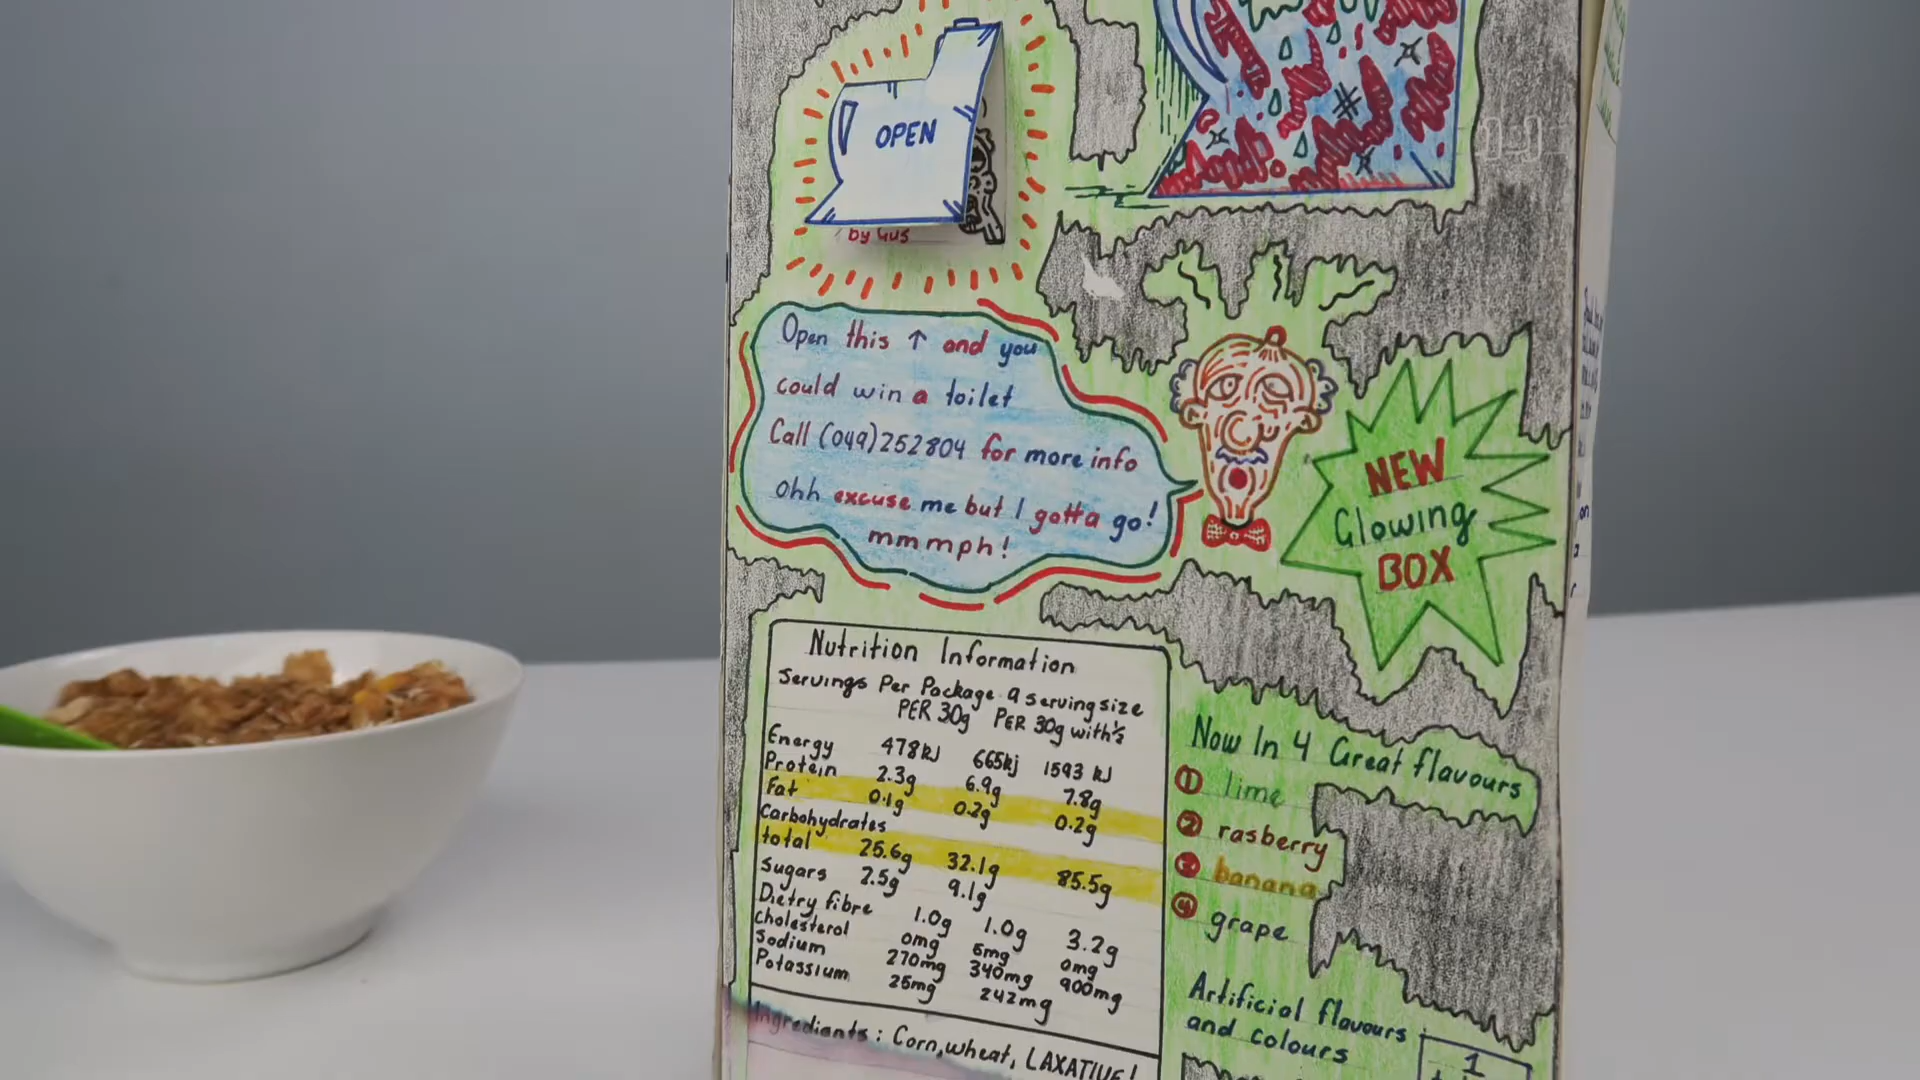 OPEN
by Gus
Open this ↑ and you
could win a toilet
Call (049)252804 for more info
Ohh excuse me but I gotta go!
mmmph!
NEW
Glowing
BOX
Nutrition Information
Servings Per Package a serving size
PER 30g PER 30g with ½
Energy 478kJ 665kj 1593 kJ
Protein 2.3g 6.9g 7.8g
Fat 0.1g 0.2g 0.2g
Carbohydrates
total 25.6g 32.1g 85.5g
Sugars 2.5g 9.1g
Dietry fibre 1.0g 1.0g 3.2g
cholesterol 0mg 5mg 0mg
Sodium 270mg 340mg 900mg
Potassium 25mg 242mg
Ingredients: Corn, wheat, LAXATIVE!
Now In 4 Great flavours
1 lime
2 rasberry
3 banana
4 grape
Artificial flavours
and colours
1